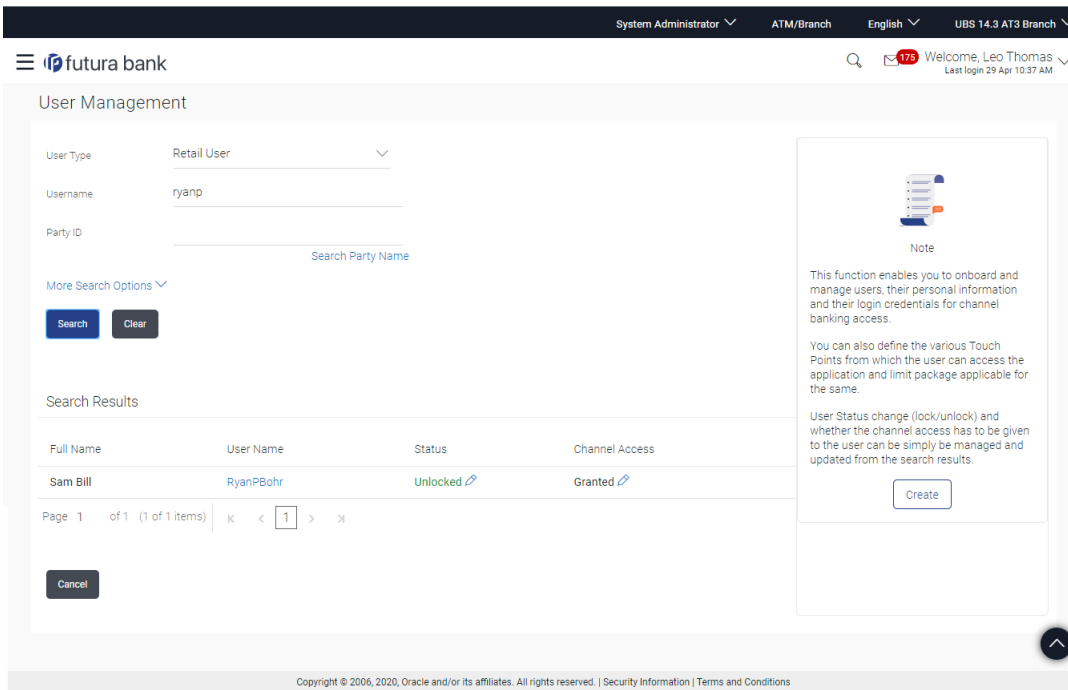 System Administrator ATM/Branch English UBS 14.3 AT3 Branch
futura bank
175 Welcome, Leo Thomas
Last login 29 Apr 10:37 AM
User Management
User Type Retail User
Username ryanp
Party ID
Search Party Name
More Search Options
Search Clear
Search Results
Full Name User Name Status Channel Access
Sam Bill RyanPBohr Unlocked Granted
Page 1 of 1 (1 of 1 items) 1
Cancel
Note
This function enables you to onboard and
manage users, their personal information
and their login credentials for channel
banking access.
You can also define the various Touch
Points from which the user can access the
application and limit package applicable for
the same.
User Status change (lock/unlock) and
whether the channel access has to be given
to the user can be simply be managed and
updated from the search results.
Create
Copyright © 2006, 2020, Oracle and/or its affiliates. All rights reserved. | Security Information | Terms and Conditions